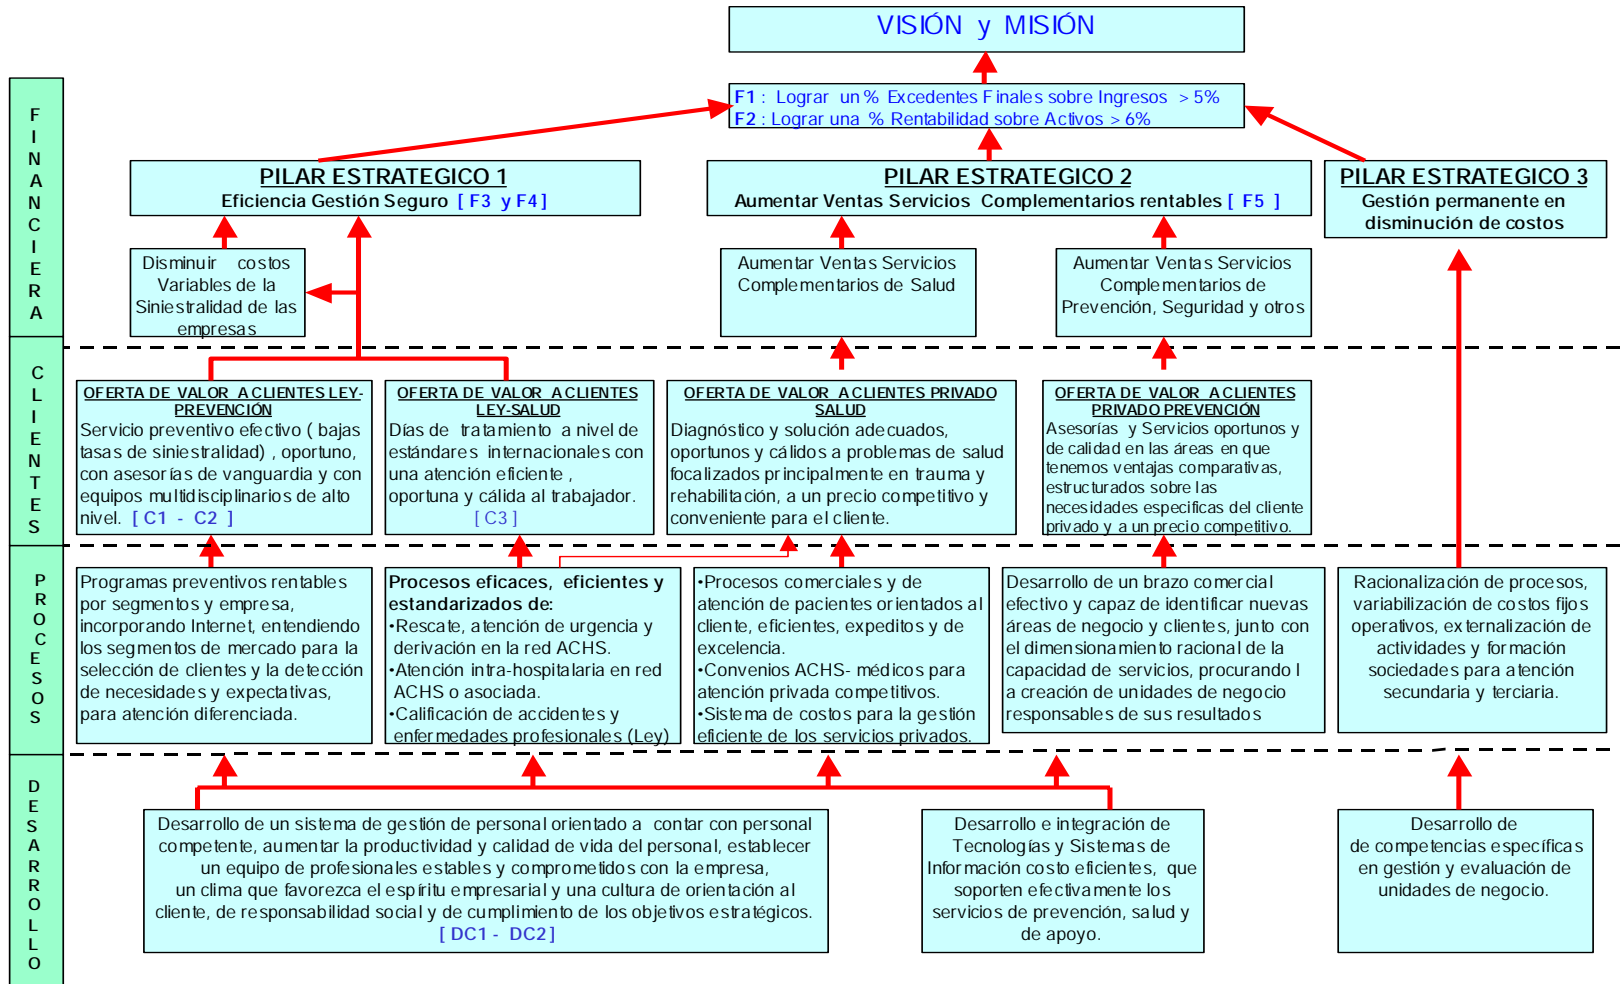 VISIÓN y MISIÓN
F1 : Lograr un % Excedentes Finales sobre Ingresos > 5%
F2 : Lograr una % Rentabilidad sobre Activos > 6%
FINANCIERA
PILAR ESTRATEGICO 1
Eficiencia Gestión Seguro [ F3 y F4]
PILAR ESTRATEGICO 2
Aumentar Ventas Servicios Complementarios rentables [ F5 ]
PILAR ESTRATEGICO 3
Gestión permanente en
disminución de costos
Disminuir costos
Variables de la
Siniestralidad de las
empresas
Aumentar Ventas Servicios
Complementarios de Salud
Aumentar Ventas Servicios
Complementarios de
Prevención, Seguridad y otros
CLIENTES
OFERTA DE VALOR A CLIENTES LEY-
PREVENCIÓN
Servicio preventivo efectivo ( bajas
tasas de siniestralidad) , oportuno,
con asesorías de vanguardia y con
equipos multidisciplinarios de alto
nivel. [ C1 - C2 ]
OFERTA DE VALOR A CLIENTES
LEY-SALUD
Días de tratamiento a nivel de
estándares internacionales con
una atención eficiente ,
oportuna y cálida al trabajador.
[C3]
OFERTA DE VALOR A CLIENTES PRIVADO
SALUD
Diagnóstico y solución adecuados,
oportunos y cálidos a problemas de salud
focalizados principalmente en trauma y
rehabilitación, a un precio competitivo y
conveniente para el cliente.
OFERTA DE VALOR A CLIENTES
PRIVADO PREVENCIÓN
Asesorías y Servicios oportunos y
de calidad en las áreas en que
tenemos ventajas comparativas,
estructurados sobre las
necesidades especificas del cliente
privado y a un precio competitivo.
PROCESOS
Programas preventivos rentables
por segmentos y empresa,
incorporando Internet, entendiendo
los segmentos de mercado para la
selección de clientes y la detección
de necesidades y expectativas,
para atención diferenciada.
Procesos eficaces, eficientes y
estandarizados de:
•Rescate, atención de urgencia y
derivación en la red ACHS.
•Atención intra-hospitalaria en red
ACHS o asociada.
•Calificación de accidentes y
enfermedades profesionales (Ley)
•Procesos comerciales y de
atención de pacientes orientados al
cliente, eficientes, expeditos y de
excelencia.
•Convenios ACHS- médicos para
atención privada competitivos.
•Sistema de costos para la gestión
eficiente de los servicios privados.
Desarrollo de un brazo comercial
efectivo y capaz de identificar nuevas
áreas de negocio y clientes, junto con
el dimensionamiento racional de la
capacidad de servicios, procurando l
a creación de unidades de negocio
responsables de sus resultados
Racionalización de procesos,
variabilización de costos fijos
operativos, externalización de
actividades y formación
sociedades para atención
secundaria y terciaria.
DESARROLLO
Desarrollo de un sistema de gestión de personal orientado a contar con personal
competente, aumentar la productividad y calidad de vida del personal, establecer
un equipo de profesionales estables y comprometidos con la empresa,
un clima que favorezca el espíritu empresarial y una cultura de orientación al
cliente, de responsabilidad social y de cumplimiento de los objetivos estratégicos.
[ DC1 - DC2]
Desarrollo e integración de
Tecnologías y Sistemas de
Información costo eficientes, que
soporten efectivamente los
servicios de prevención, salud y
de apoyo.
Desarrollo de
de competencias específicas
en gestión y evaluación de
unidades de negocio.